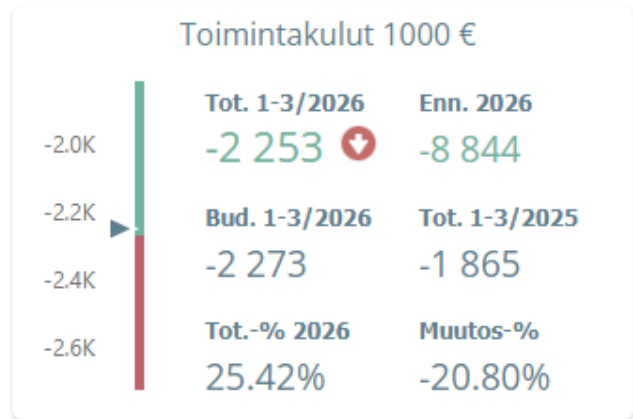 Toimintakulut 1000 €
-2.0K
-2.2K
-2.4K
-2.6K
Tot. 1-3/2026 Enn. 2026
-2 253 -8 844
Bud. 1-3/2026 Tot. 1-3/2025
-2 273 -1 865
Tot.-% 2026 Muutos-%
25.42% -20.80%